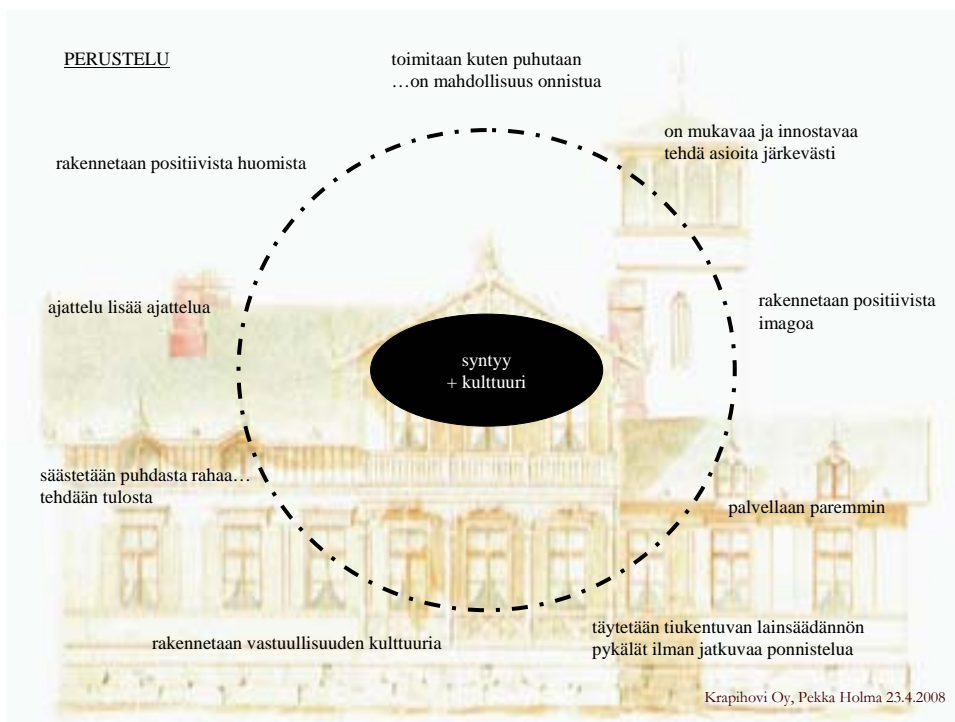 PERUSTELU
toimitaan kuten puhutaan
…on mahdollisuus onnistua
on mukavaa ja innostavaa
tehdä asioita järkevästi
rakennetaan positiivista
imagoa
palvellaan paremmin
täytetään tiukentuvan lainsäädännön
pykälät ilman jatkuvaa ponnistelua
rakennetaan vastuullisuuden kulttuuria
säästetään puhdasta rahaa…
tehdään tulosta
ajattelu lisää ajattelua
rakennetaan positiivista huomista
syntyy
+ kulttuuri
Krapihovi Oy, Pekka Holma 23.4.2008